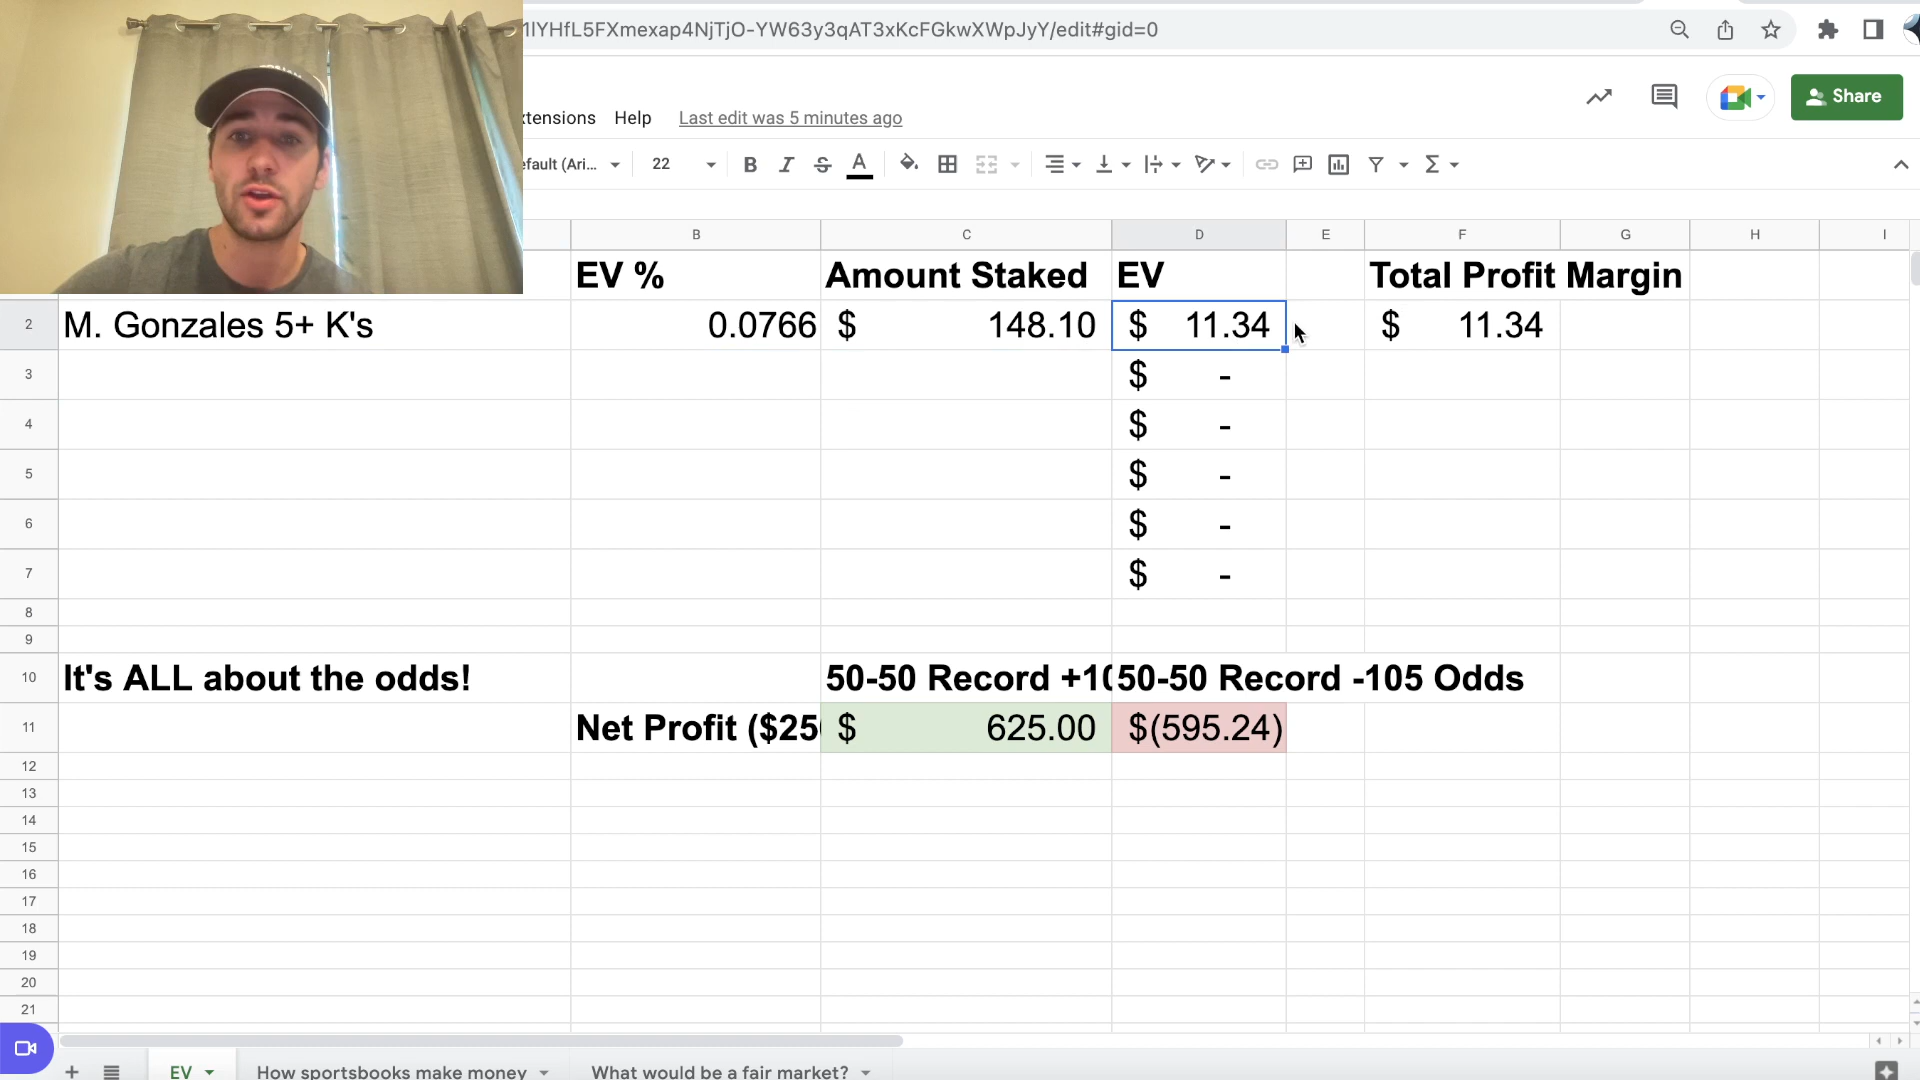 1lYHfL5FXmexap4NjTjO-YW63y3qAT3xKcFGkwXWpJyY/edit#gid=0
xtensions Help Last edit was 5 minutes ago
Share
efault (Ari... 22 B I S A
B C D E F G H I
EV % Amount Staked EV Total Profit Margin
2 M. Gonzales 5+ K's 0.0766 $ 148.10 $ 11.34 $ 11.34
3 $ -
4 $ -
5 $ -
6 $ -
7 $ -
8
9
10 It's ALL about the odds! 50-50 Record +10 50-50 Record -105 Odds
11 Net Profit ($25 $ 625.00 $(595.24)
12
13
14
15
16
17
18
19
20
21
EV How sportsbooks make money What would be a fair market?